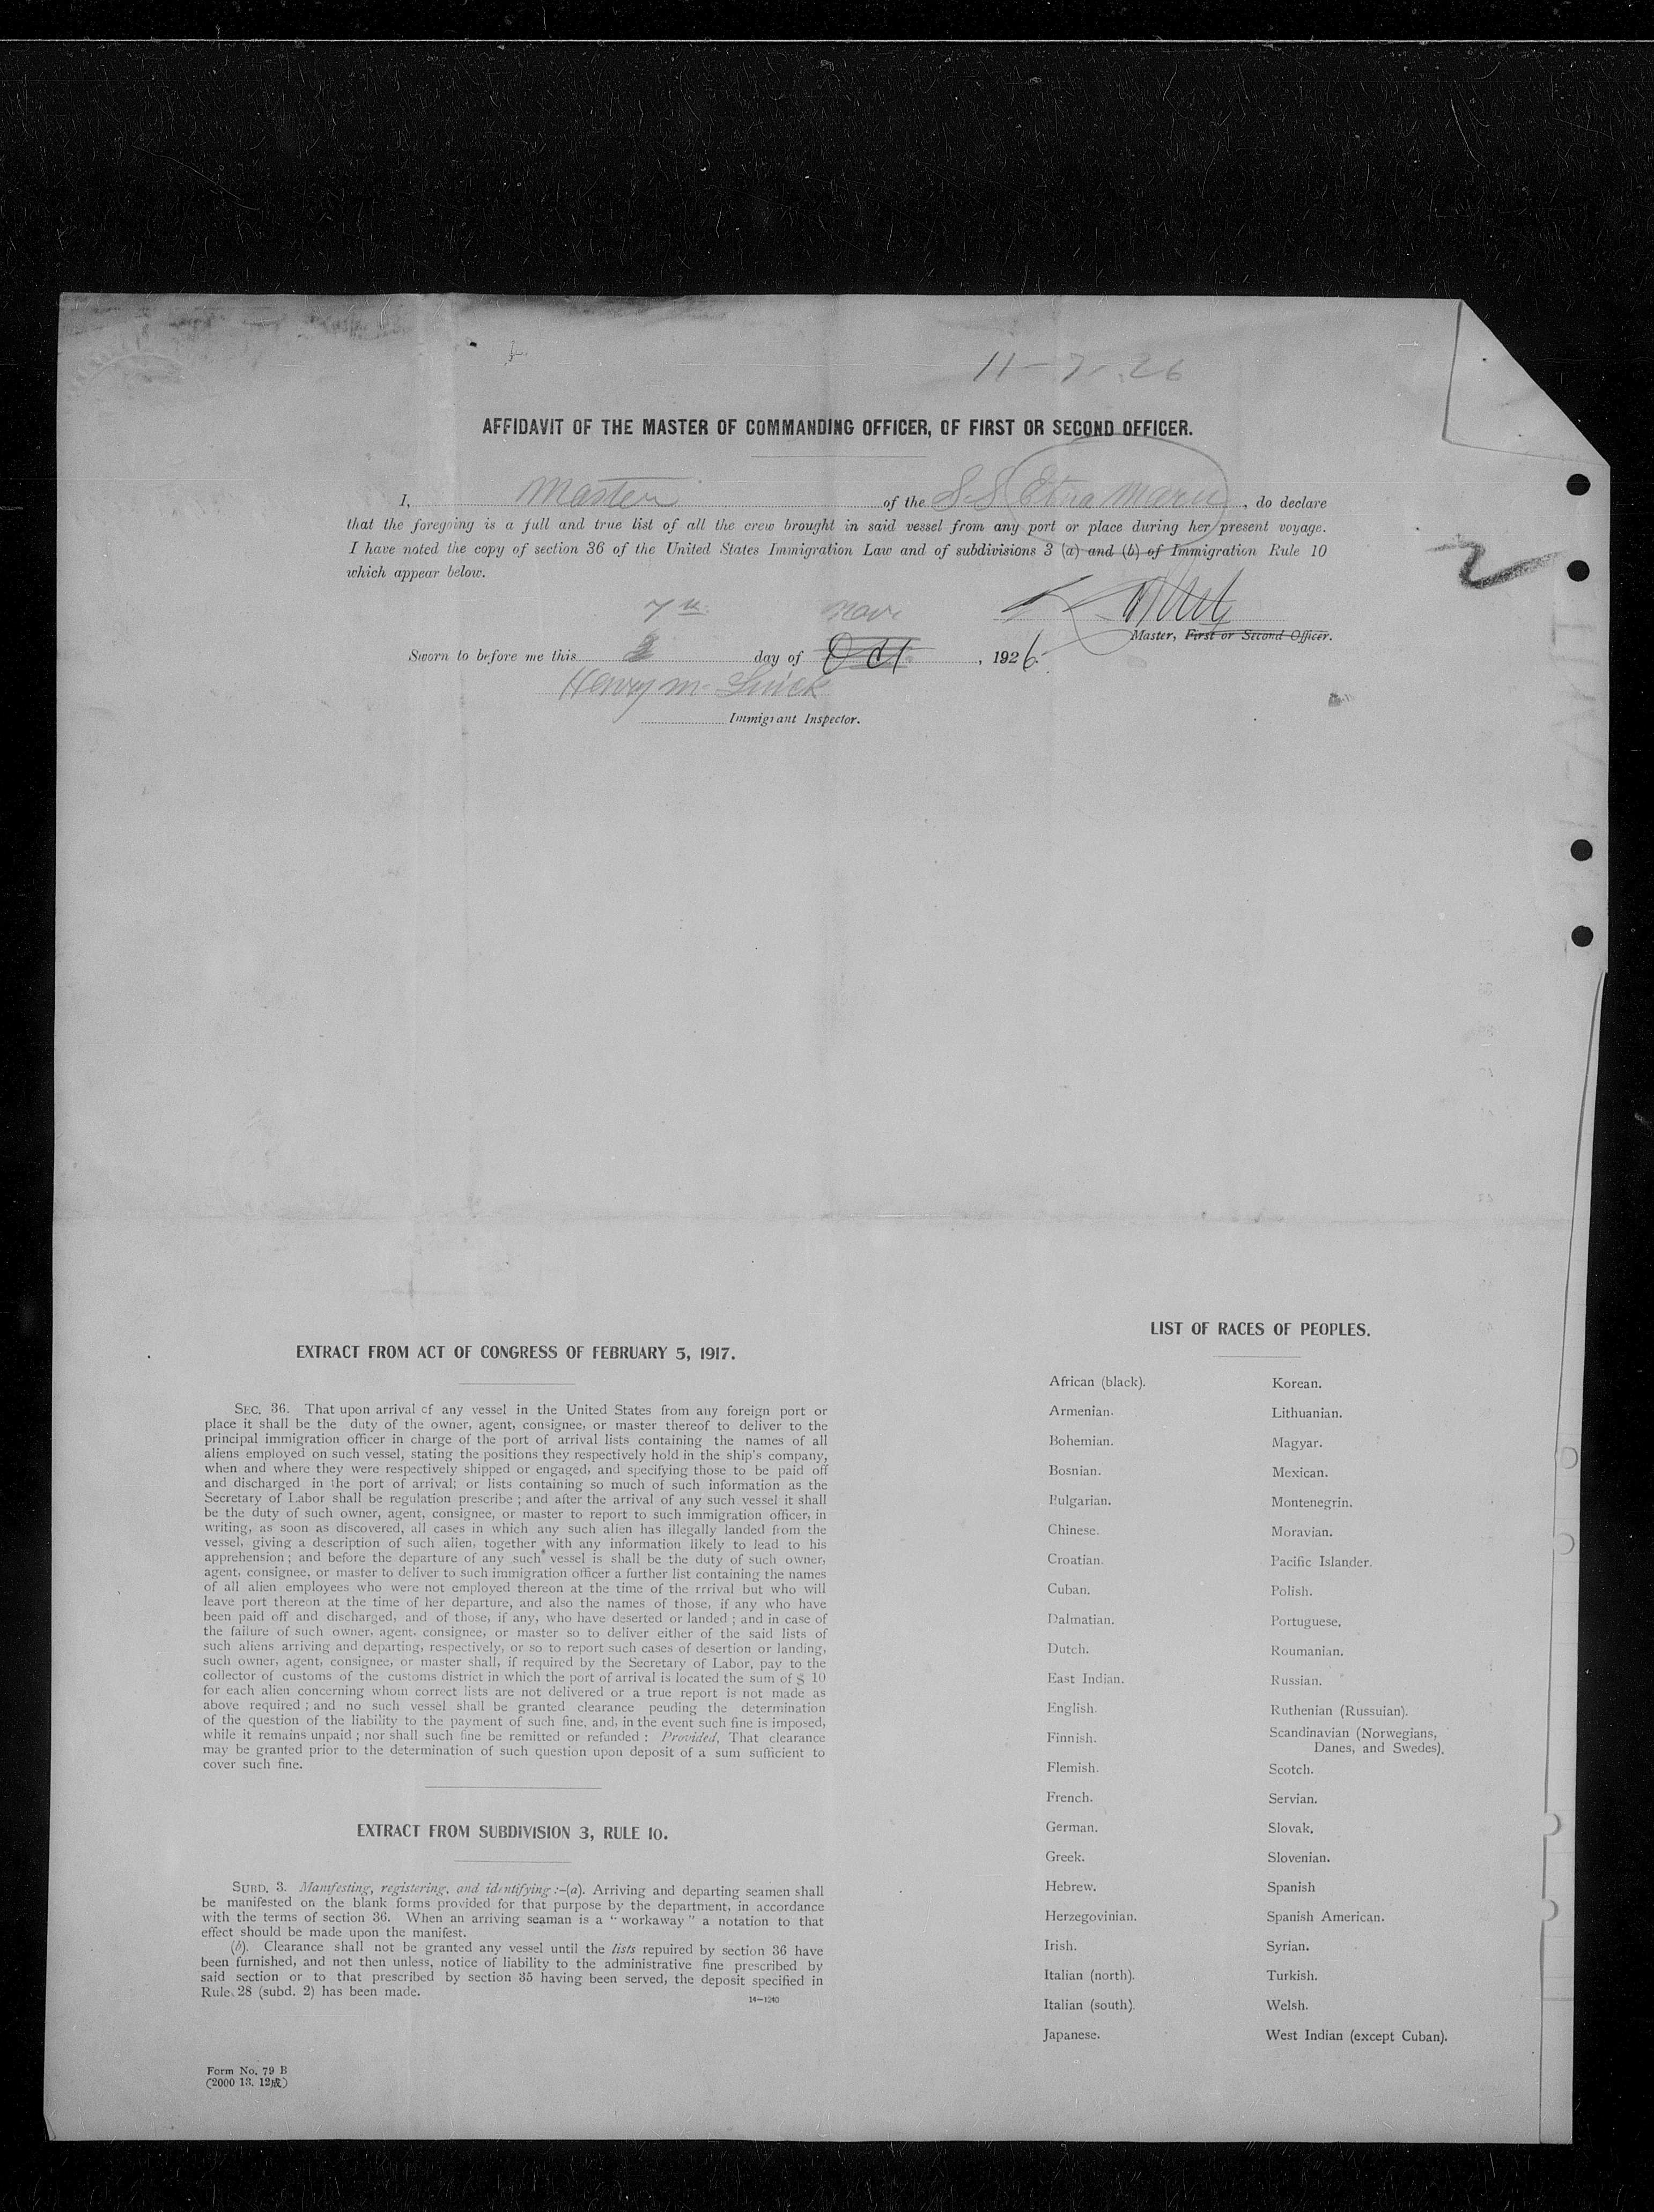 11-7-26
AFFIDAVIT OF THE MASTER OF COMMANDING OFFICER, OF FIRST OR SECOND OFFICER.
I, Master of the S.S. Etna Maru, do declare
that the foregoing is a full and true list of all the crew brought in said vessel from any port or place during her present voyage.
I have noted the copy of section 36 of the United States Immigration Law and of subdivisions 3 (a) and (b) of Immigration Rule 10
which appear below.
2
7th Nov
Master, First or Second Officer.
Sworn to before me this day of Oct, 1926.
Henry M.
Immigrant Inspector.
EXTRACT FROM ACT OF CONGRESS OF FEBRUARY 5, 1917.
SEC. 36. That upon arrival of any vessel in the United States from any foreign port or
place it shall be the duty of the owner, agent, consignee, or master thereof to deliver to the
principal immigration officer in charge of the port of arrival lists containing the names of all
aliens employed on such vessel, stating the positions they respectively hold in the ship's company,
when and where they were respectively shipped or engaged, and specifying those to be paid off
and discharged in the port of arrival; or lists containing so much of such information as the
Secretary of Labor shall be regulation prescribe; and after the arrival of any such vessel it shall
be the duty of such owner, agent, consignee, or master to report to such immigration officer, in
writing, as soon as discovered, all cases in which any such alien has illegally landed from the
vessel, giving a description of such alien, together with any information likely to lead to his
apprehension; and before the departure of any such vessel is shall be the duty of such owner,
agent, consignee, or master to deliver to such immigration officer a further list containing the names
of all alien employees who were not employed thereon at the time of the rrrival but who will
leave port thereon at the time of her departure, and also the names of those, if any who have
been paid off and discharged, and of those, if any, who have deserted or landed; and in case of
the failure of such owner, agent, consignee, or master so to deliver either of the said lists of
such aliens arriving and departing, respectively, or so to report such cases of desertion or landing,
such owner, agent, consignee, or master shall, if required by the Secretary of Labor, pay to the
collector of customs of the customs district in which the port of arrival is located the sum of $ 10
for each alien concerning whom correct lists are not delivered or a true report is not made as
above required; and no such vessel shall be granted clearance peuding the determination
of the question of the liability to the payment of such fine, and, in the event such fine is imposed,
while it remains unpaid; nor shall such fine be remitted or refunded: Provided, That clearance
may be granted prior to the determination of such question upon deposit of a sum sufficient to
cover such fine.
EXTRACT FROM SUBDIVISION 3, RULE 10.
SUBD. 3. Manifesting, registering, and identifying:-(a). Arriving and departing seamen shall
be manifested on the blank forms provided for that purpose by the department, in accordance
with the terms of section 36. When an arriving seaman is a "workaway" a notation to that
effect should be made upon the manifest.
(b). Clearance shall not be granted any vessel until the lists repuired by section 36 have
been furnished, and not then unless, notice of liability to the administrative fine prescribed by
said section or to that prescribed by section 35 having been served, the deposit specified in
Rule 28 (subd. 2) has been made.
14-1240
Form No. 79 B
(2000 13. 12成)
LIST OF RACES OF PEOPLES.
African (black).
Armenian.
Bohemian.
Bosnian.
Bulgarian.
Chinese.
Croatian.
Cuban.
Dalmatian.
Dutch.
East Indian.
English.
Finnish.
Flemish.
French.
German.
Greek.
Hebrew.
Herzegovinian.
Irish.
Italian (north).
Italian (south).
Japanese.
Korean.
Lithuanian.
Magyar.
Mexican.
Montenegrin.
Moravian.
Pacific Islander.
Polish.
Portuguese.
Roumanian.
Russian.
Ruthenian (Russuian).
Scandinavian (Norwegians,
Danes, and Swedes).
Scotch.
Servian.
Slovak.
Slovenian.
Spanish
Spanish American.
Syrian.
Turkish.
Welsh.
West Indian (except Cuban).